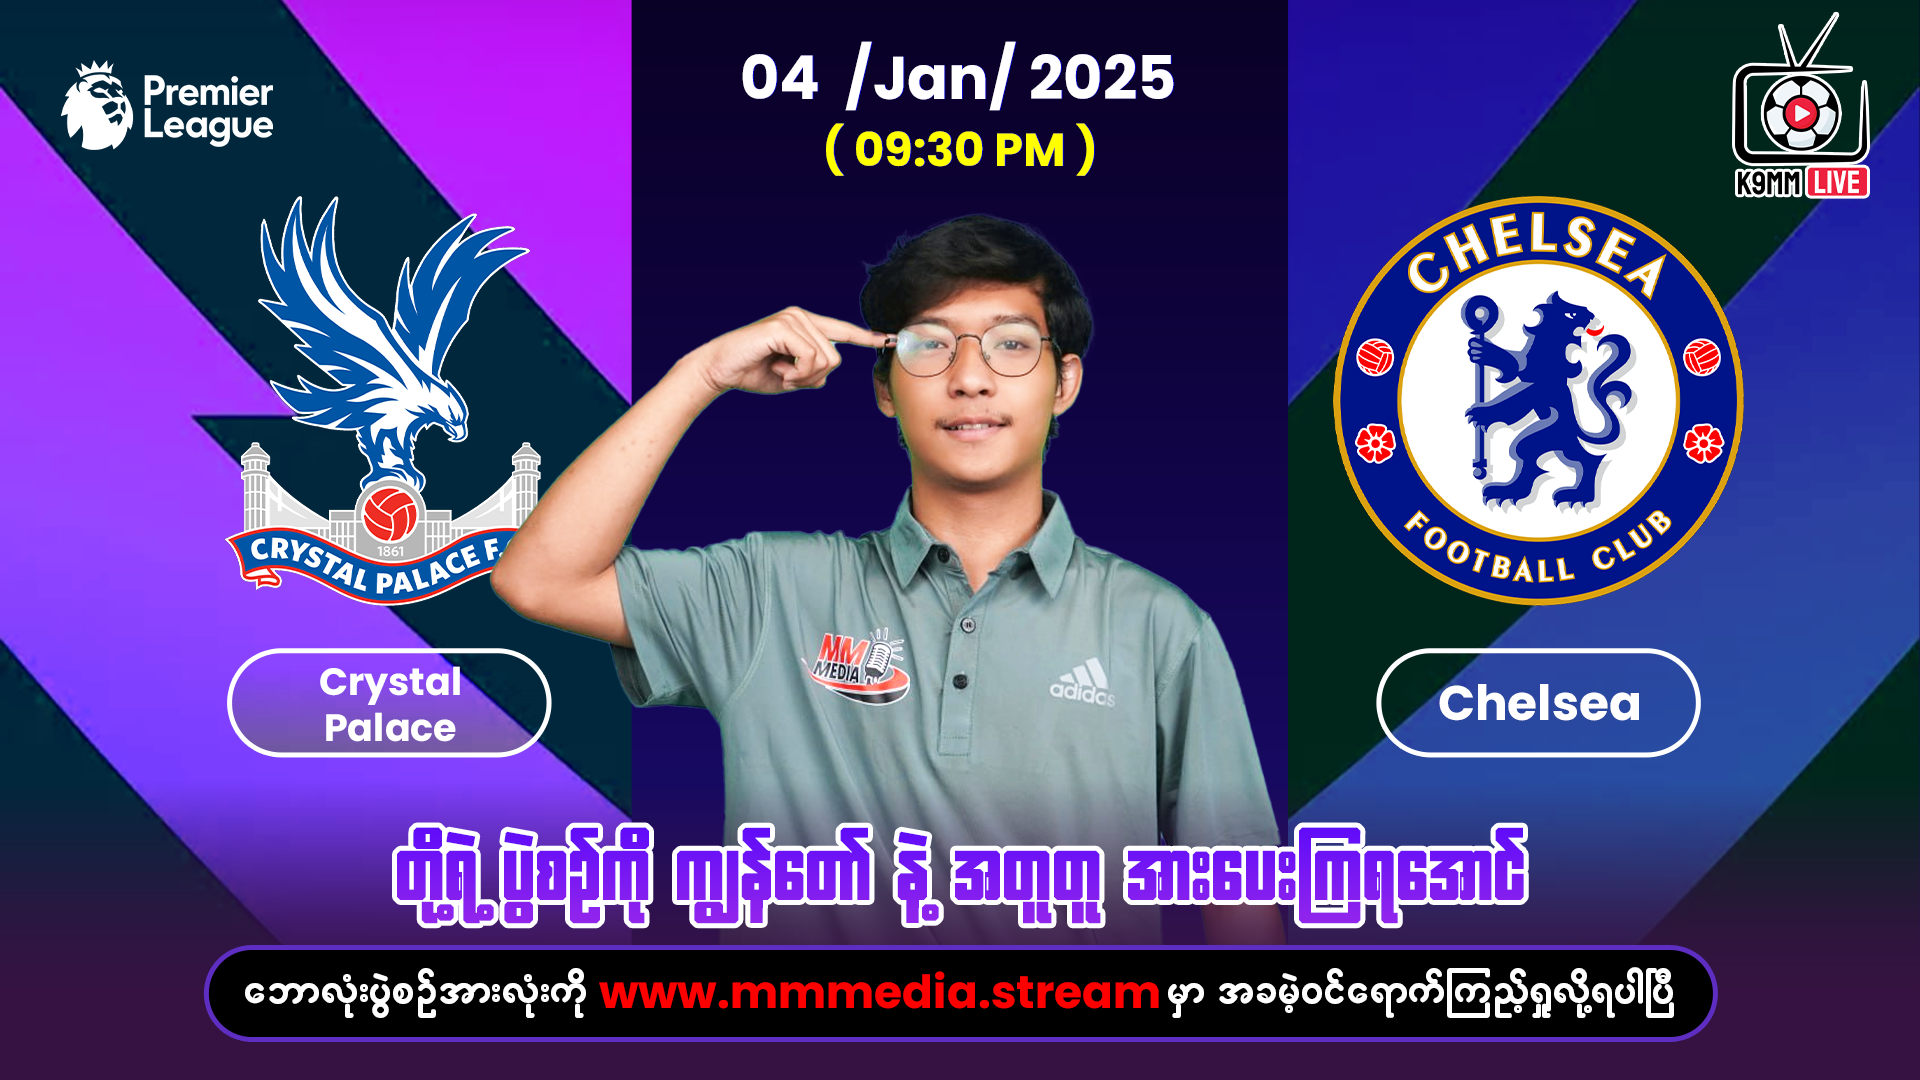 Premier
League
04 /Jan/ 2025
( 09:30 PM )
K9MM LIVE
CRYSTAL PALACE F.
1861
CHELSEA
FOOTBALL CLUB
MM
MEDIA
adidas
Crystal
Palace
Chelsea
တို့ရဲ့ပွဲစဉ်ကို ကျွန်တော် နဲ့ အတူတူ အားပေးကြရအောင်
ဘောလုံးပွဲစဉ်အားလုံးကို www.mmmedia.stream မှာ အခမဲ့ဝင်ရောက်ကြည့်ရှုလို့ရပါပြီ